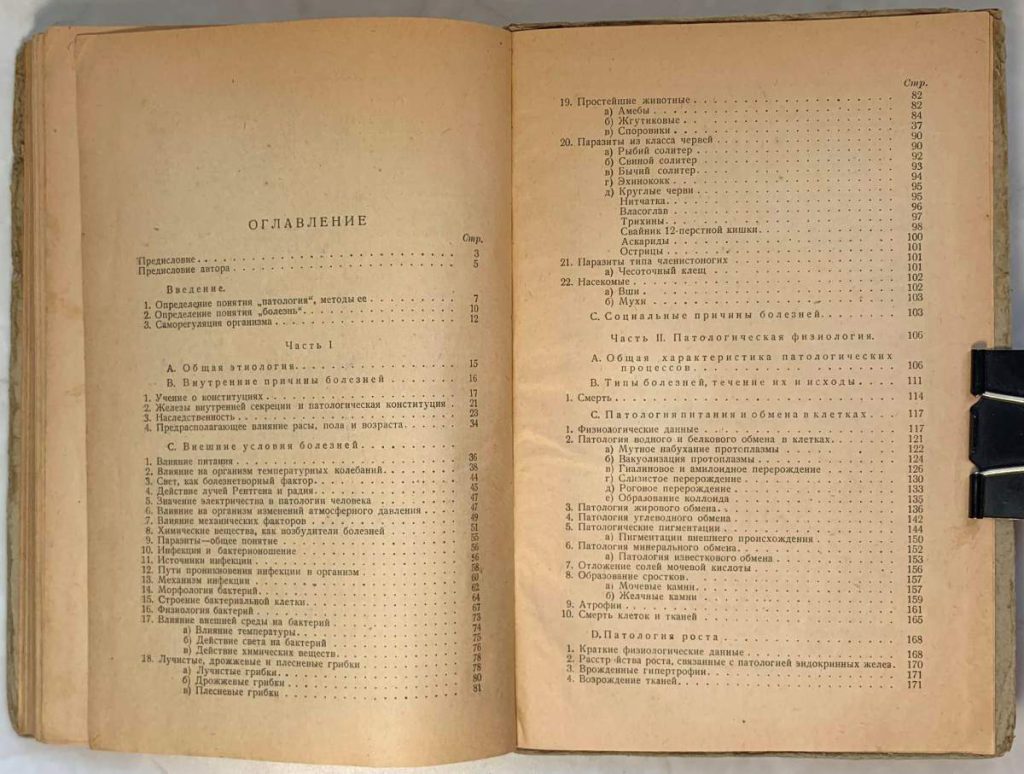 ОГЛАВЛЕНИЕ
Стр.
Предисловие . . . 3
Предисловие автора . . . 5
Введение.
1. Определение понятия „патология“, методы ее . . . 7
2. Определение понятия „болезнь“. . . . 10
3. Саморегуляция организма . . . 12
Часть I
А. Общая этиология. . . . 15
В. Внутренние причины болезней . . . 16
1. Учение о конституциях. . . . 17
2. Железы внутренней секреции и патологическая конституция . 21
3. Наследственность . . . 23
4. Предрасполагающее влияние расы, пола и возраста. . . . 34
С. Внешние условия болезней . . .
1. Влияние питания . . . 36
2. Влияние на организм температурных колебаний. . . . 38
3. Свет, как болезнетворный фактор. . . . 44
4. Действие лучей Рентгена и радия. . . . 45
5. Значение электричества в патологии человека . . . 47
6. Влияние на организм изменений атмосферного давления . . . 47
7. Влияние механических факторов . . . 49
8. Химические вещества, как возбудители болезней . . . 51
9. Паразиты—общее понятие . . . 55
10. Инфекция и бактерионошение . . . 56
11. Источники инфекции . . . 56
12. Пути проникновения инфекции в организм . . . 58
13. Механизм инфекции . . . 60
14. Морфология бактерий. . . . 62
15. Строение бактериальной клетки. . . . 64
16. Физиология бактерий . . . 67
17. Влияние внешней среды на бактерий . . . 73
а) Влияние температуры. . . . 74
б) Действие света на бактерий . . . 75
в) Действие химических веществ. . . . 76
18. Лучистые, дрожжевые и плесневые грибки . . . 78
а) Лучистые грибки. . . . 78
б) Дрожжевые грибки . . . 80
в) Плесневые грибки . . . 81
Стр.
19. Простейшие животные . . . 82
а) Амебы . . . 82
б) Жгутиковые . . . 84
в) Споровики . . . 37
20. Паразиты из класса червей . . . 90
а) Рыбий солитер . . . 90
б) Свиной солитер . . . 92
в) Бычий солитер. . . . 93
г) Эхинококк . . . 94
д) Круглые черви . . . 95
Нитчатка. . . . 95
Власоглав . . . 96
Трихины. . . . 97
Свайник 12-перстной кишки. . . . 98
Аскариды . . . 100
Острицы . . . 101
21. Паразиты типа членистоногих . . . 101
а) Чесоточный клещ . . . 101
22. Насекомые . . . 102
а) Вши . . . 102
б) Мухи . . . 103
С. Социальные причины болезней. . . . 103
Часть II. Патологическая физиология. 106
А. Общая характеристика патологических
процессов . . . 106
В. Типы болезней, течение их и исходы. . . . 111
1. Смерть . . . 114
С. Патология питания и обмена в клетках 117
1. Физиологические данные . . . 117
2. Патология водного и белкового обмена в клетках. . . . 121
а) Мутное набухание протоплазмы . . . 122
б) Вакуолизация протоплазмы . . . 124
в) Гиалиновое и амилоидное перерождение . . . 126
г) Слизистое перерождение . . . 130
д) Роговое перерождение . . . 133
е) Образование коллоида . . . 135
3. Патология жирового обмена. . . . 136
4. Патология углеводного обмена . . . 142
5. Патологические пигментации . . . 144
а) Пигментации внешнего происхождения . . . 150
6. Патология минерального обмена. . . . 152
а) Патология известкового обмена . . . 153
7. Отложение солей мочевой кислоты . . . 156
8. Образование сростков. . . . 157
а) Мочевые камни. . . . 157
б) Желчные камни . . . 159
9. Атрофии . . . 161
10. Смерть клеток и тканей . . . 165
D. Патология роста . . . 168
1. Краткие физиологические данные . . . 168
2. Расстр йства роста, связанные с патологией эндокринных желез. 170
3. Врожденные гипертрофии. . . . 171
4. Возрождение тканей. . . . 171